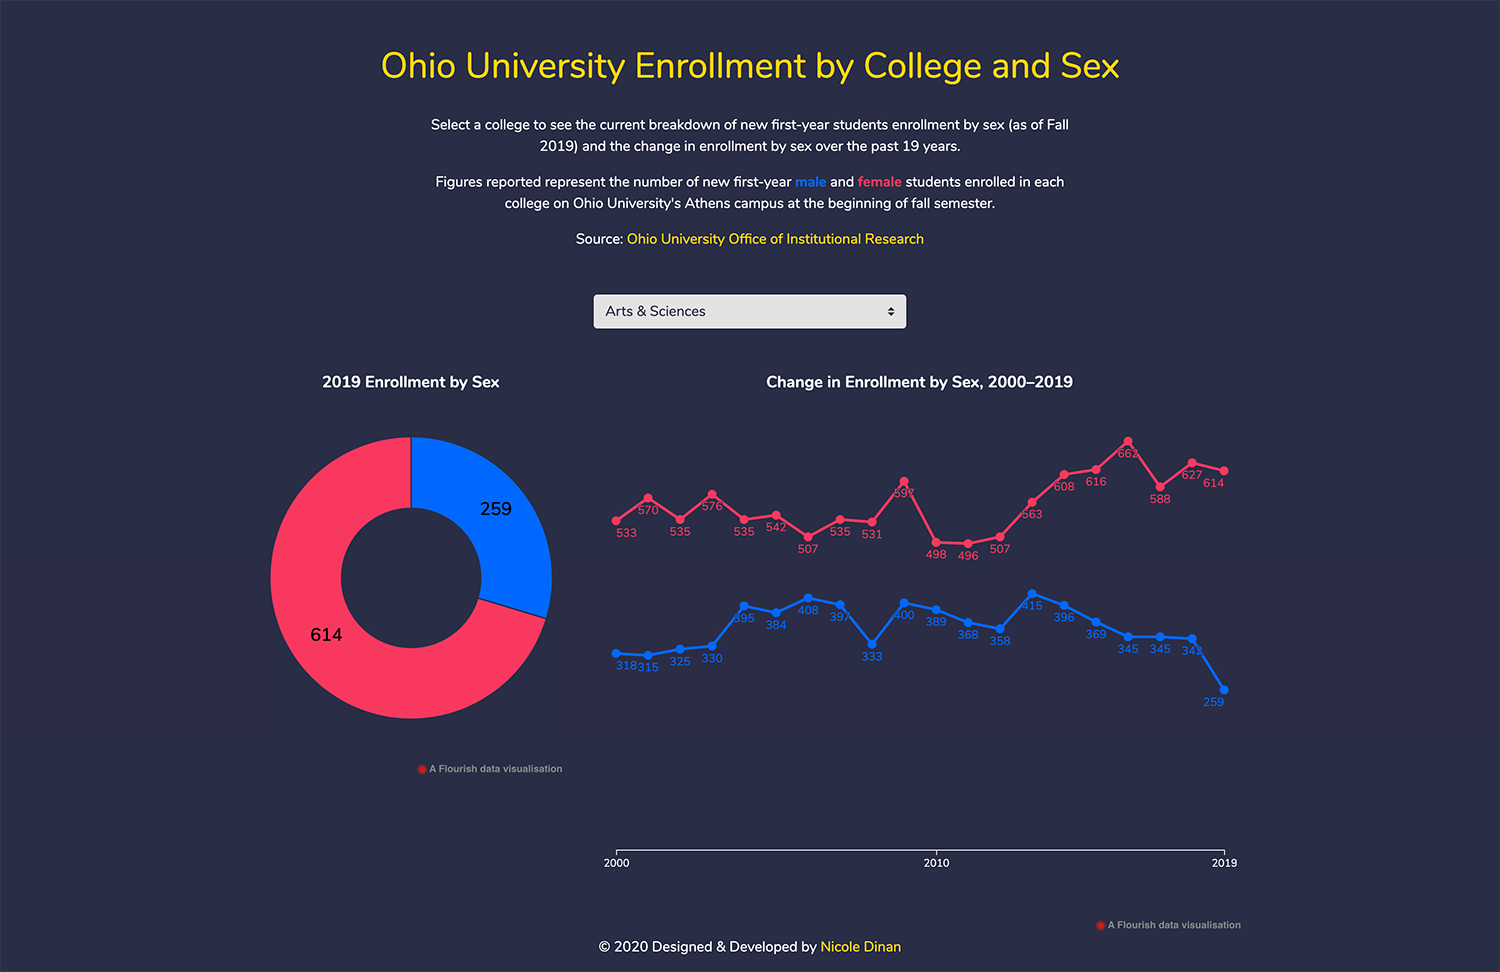 Ohio University Enrollment by College and Sex
Select a college to see the current breakdown of new first-year students enrollment by sex (as of Fall
2019) and the change in enrollment by sex over the past 19 years.
Figures reported represent the number of new first-year male and female students enrolled in each
college on Ohio University's Athens campus at the beginning of fall semester.
Source: Ohio University Office of Institutional Research
Arts & Sciences
2019 Enrollment by Sex
259
614
A Flourish data visualisation
Change in Enrollment by Sex, 2000–2019
533 570 535 576 535 542 507 535 531 597 498 496 507 563 608 616 662 588 627 614
318 315 325 330 395 384 408 397 333 400 389 368 358 415 396 369 345 345 342 259
2000 2010 2019
A Flourish data visualisation
© 2020 Designed & Developed by Nicole Dinan